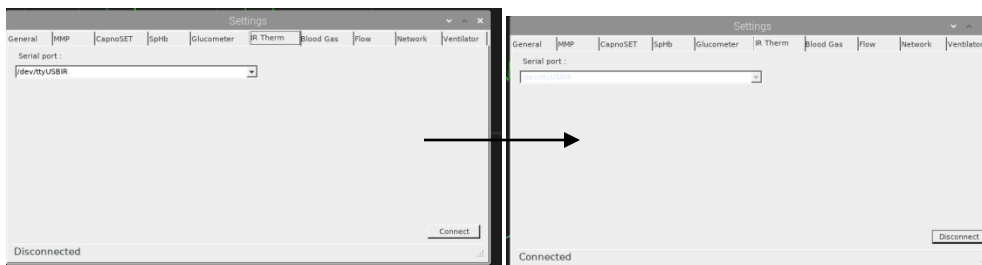 Settings
General MMP CapnoSET SpHb Glucometer IR Therm Blood Gas Flow Network Ventilator
Serial port :
/dev/ttyUSBIR
Connect
Disconnected
Settings
General MMP CapnoSET SpHb Glucometer IR Therm Blood Gas Flow Network Ventilator
Serial port :
/dev/ttyUSBIR
Disconnect
Connected